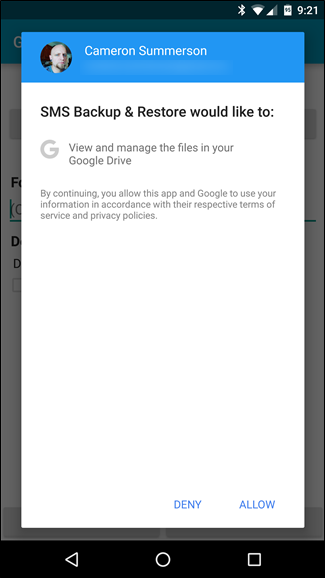 9:21
Cameron Summerson
SMS Backup & Restore would like to:
View and manage the files in your
Google Drive
By continuing, you allow this app and Google to use your
information in accordance with their respective terms of
service and privacy policies.
DENY
ALLOW